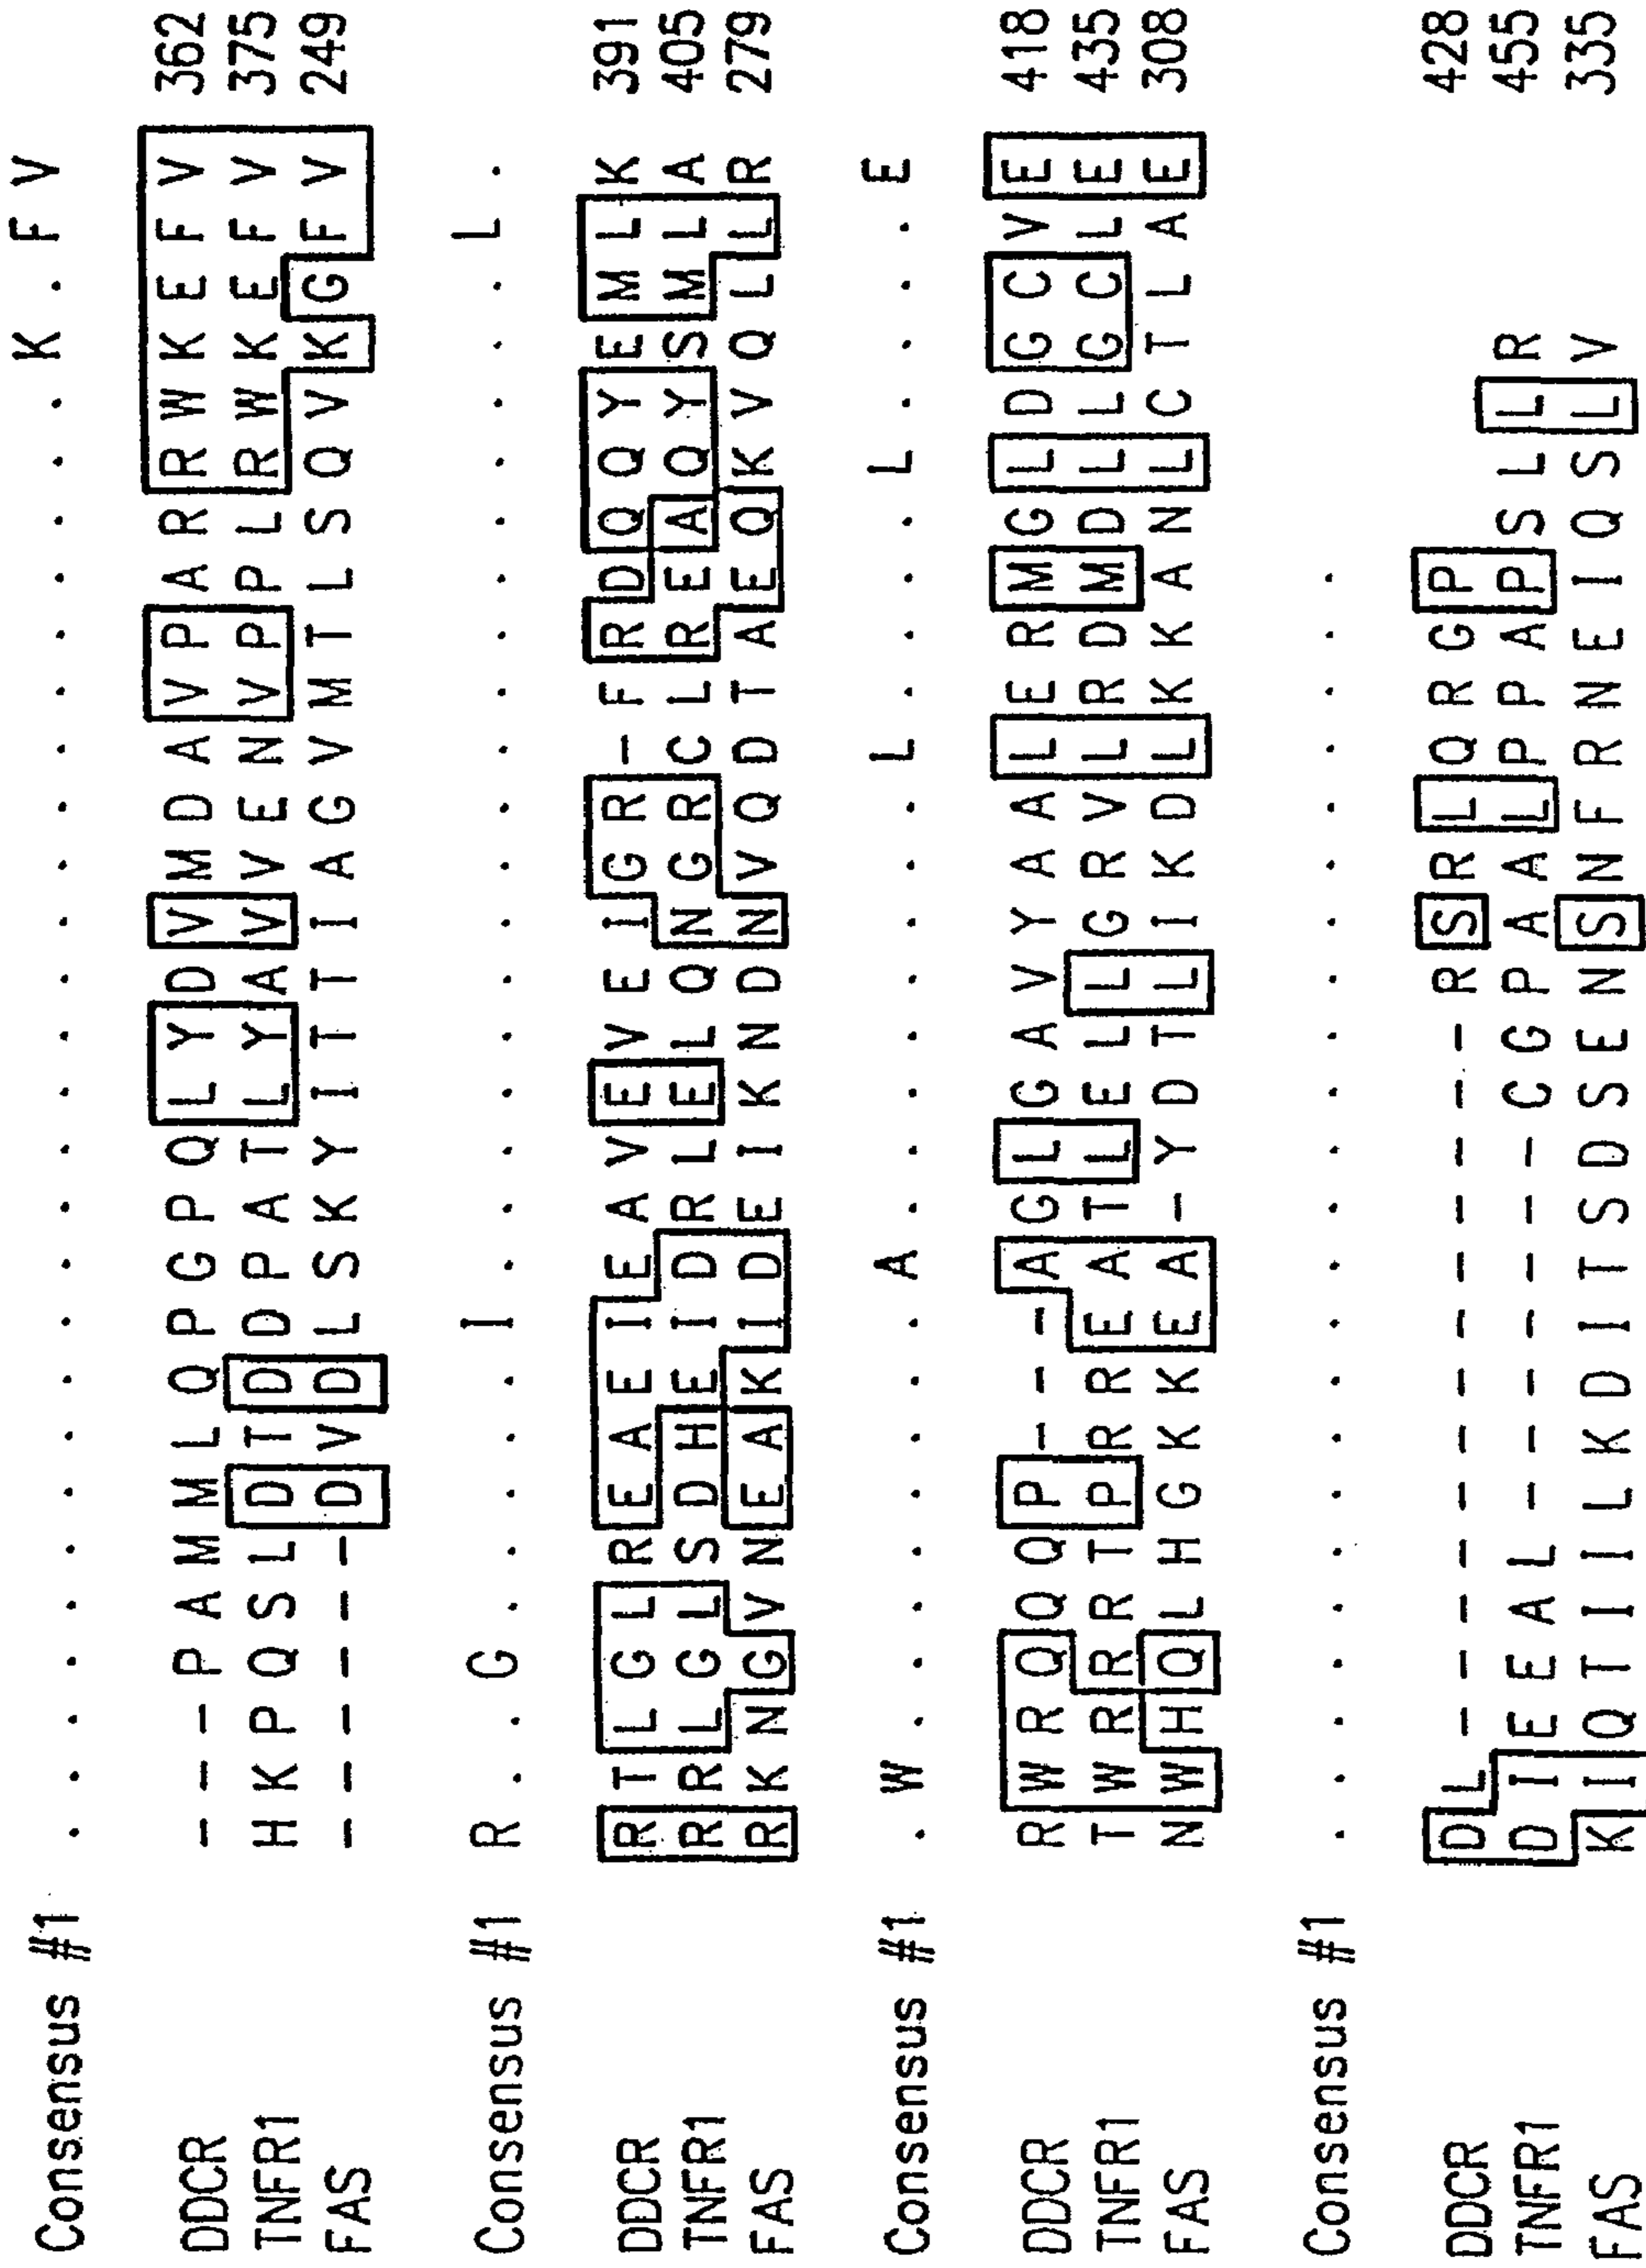 Consensus #1 . . . . . . . . . . . . . . . . . . . . . . . . . . K . F V
DDCR - - - P A M M L Q P G P Q L Y D V M D A V P A R R W K E F V 362
TNFR1 H K P Q S L D T D D P A T L Y A V V E N V P P L R W K E F V 375
FAS - - - - - - D V D L S K Y I T T I A G V M T L S Q V K G F V 249
Consensus #1 R . . G . . . . . I . . . . . . . . . . . . . . . . . . L .
DDCR R T L G L R E A E I E A V E V E I G R - F R D Q Q Y E M L K 391
TNFR1 R R L G L S D H E I D R L E L Q N G R C L R E A Q Y S M L A 405
FAS R K N G V N E A K I D E I K N D N V Q D T A E Q K V Q L L R 279
Consensus #1 . W . . . . . . . . A . . . . . . . . L . . . . L . . . . E
DDCR R W R Q Q Q P - - - A G L G A V Y A A L E R M G L D G C V E 418
TNFR1 T W R R R T P R R E A T L E L L G R V L R D M D L L G C L E 435
FAS N W H Q L H G K K E A - Y D T L I K D L K K A N L C T L A E 308
Consensus #1 . . . . . . . . . . . . . . . . . . . . . . .
DDCR D L - - - - - - - - - - - - - R S R L Q R G P 428
TNFR1 D I E E A L - - - - - - - C G P A A L P P A P S L L R 455
FAS K I Q T I I L K D I T S D S E N S N F R N E I Q S L V 335